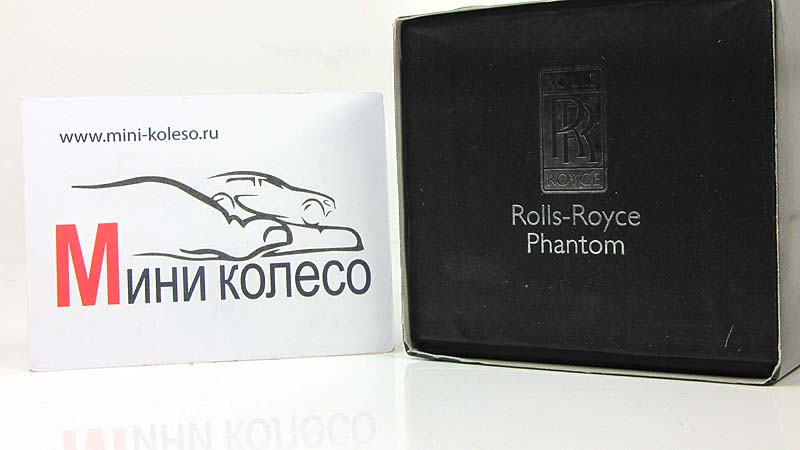 www.mini-koleso.ru
Мини колесо
ROLLS
RR
ROYCE
Rolls-Royce
Phantom